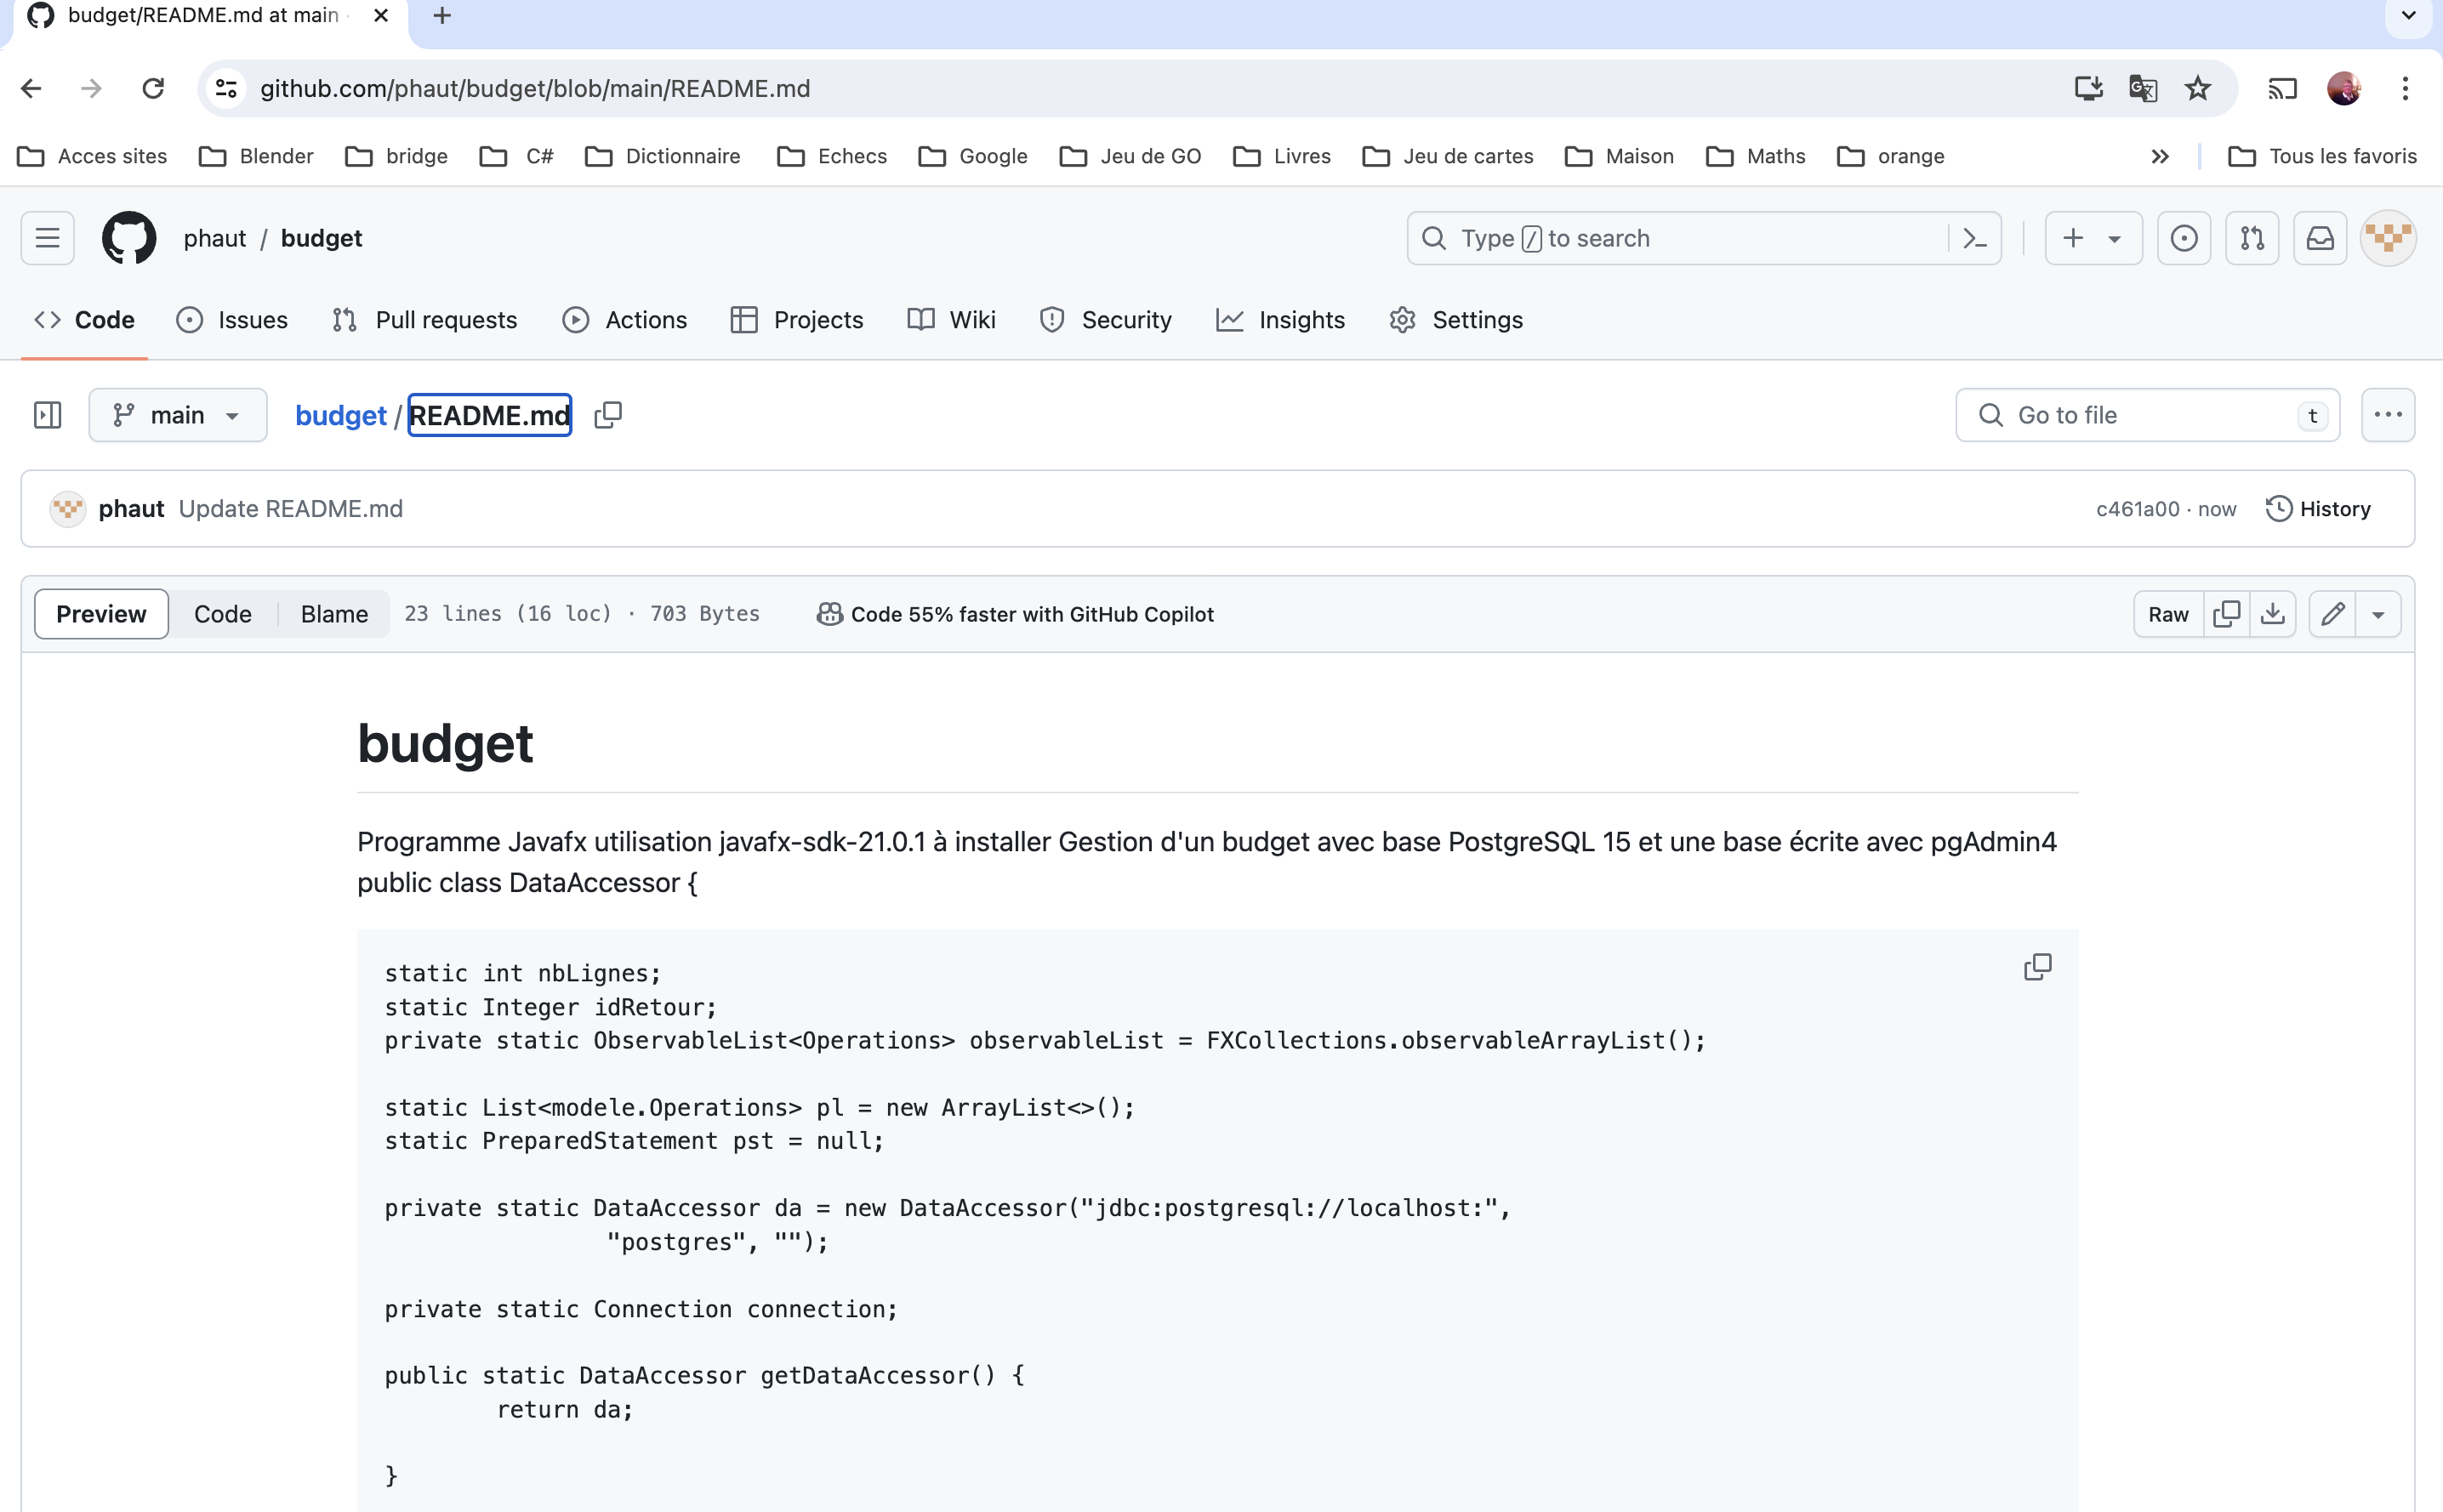 budget/README.md at main
github.com/phaut/budget/blob/main/README.md
Acces sites Blender bridge C# Dictionnaire Echecs Google Jeu de GO Livres Jeu de cartes Maison Maths orange Tous les favoris
phaut / budget Type / to search
Code Issues Pull requests Actions Projects Wiki Security Insights Settings
main budget / README.md Go to file t
phaut Update README.md c461a00 · now History
Preview Code Blame 23 lines (16 loc) · 703 Bytes Code 55% faster with GitHub Copilot Raw
budget
Programme Javafx utilisation javafx-sdk-21.0.1 à installer Gestion d'un budget avec base PostgreSQL 15 et une base écrite avec pgAdmin4
public class DataAccessor {
static int nbLignes;
static Integer idRetour;
private static ObservableList<Operations> observableList = FXCollections.observableArrayList();
static List<modele.Operations> pl = new ArrayList<>();
static PreparedStatement pst = null;
private static DataAccessor da = new DataAccessor("jdbc:postgresql://localhost:",
"postgres", "");
private static Connection connection;
public static DataAccessor getDataAccessor() {
return da;
}